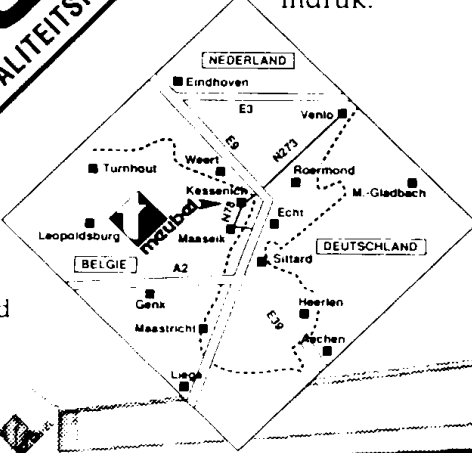 indruk.
ALITEITS
NEDERLAND
Eindhoven
E3
Venlo
E9
N273
Turnhout
Weert
Roermond
Kessenich
M.-Gladbach
N78
Leopoldsburg
meubal
Echt
Maaseik
DEUTSCHLAND
BELGIE
A2
Sittard
Genk
d
Heerlen
E39
Maastricht
Aachen
Liege